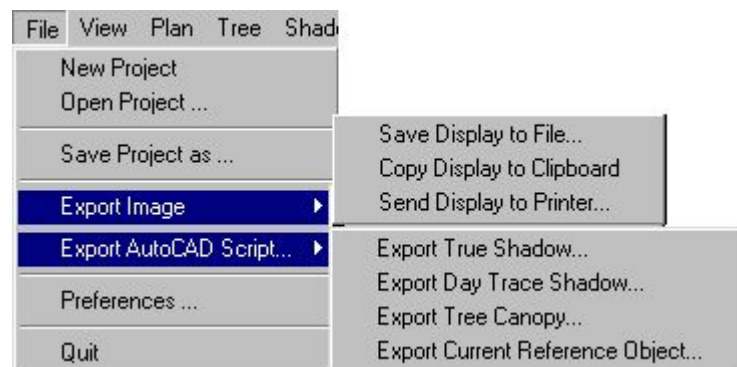 File View Plan Tree Shad
New Project
Open Project ...
Save Project as ...
Export Image
Export AutoCAD Script...
Preferences ...
Quit
Save Display to File...
Copy Display to Clipboard
Send Display to Printer...
Export True Shadow...
Export Day Trace Shadow...
Export Tree Canopy...
Export Current Reference Object...